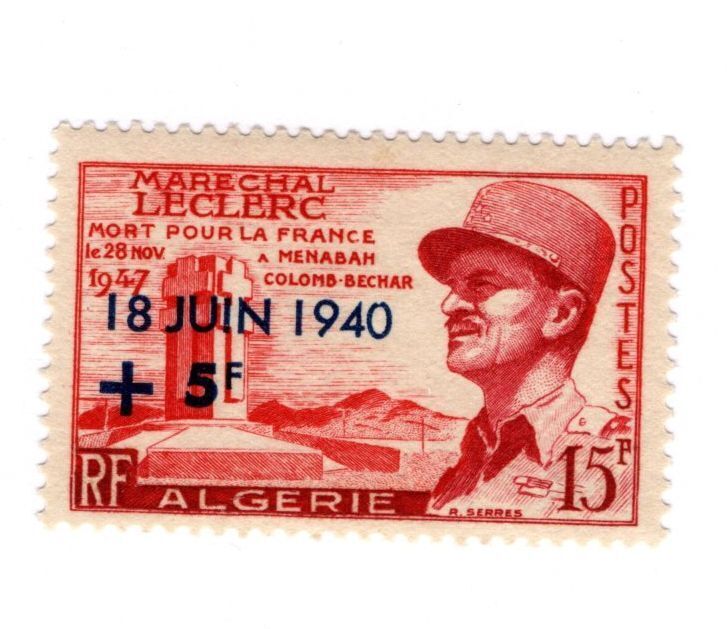 MARECHAL
LECLERC
MORT POUR LA FRANCE
le 28 NOV. A MENABAH
1947 COLOMB-BECHAR
18 JUIN 1940
+ 5F
POSTES
RF ALGERIE
15F
R. SERRES